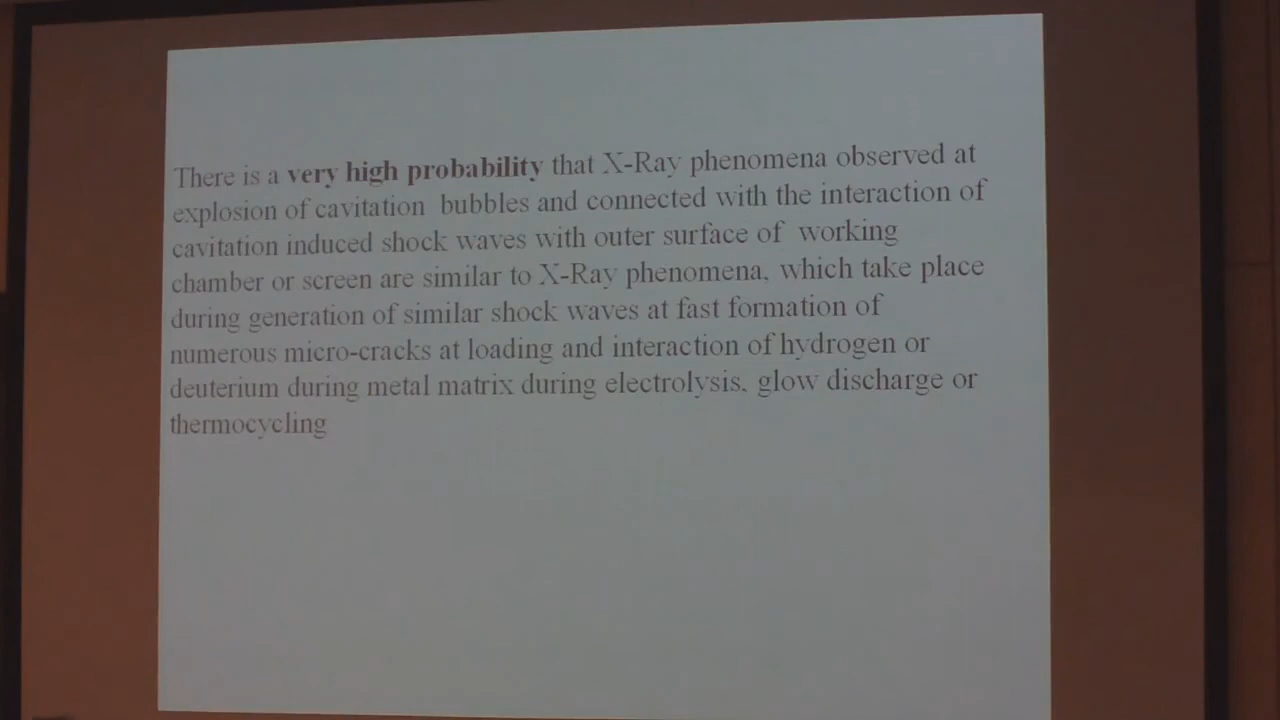 There is a very high probability that X-Ray phenomena observed at
explosion of cavitation bubbles and connected with the interaction of
cavitation induced shock waves with outer surface of working
chamber or screen are similar to X-Ray phenomena, which take place
during generation of similar shock waves at fast formation of
numerous micro-cracks at loading and interaction of hydrogen or
deuterium during metal matrix during electrolysis, glow discharge or
thermocycling